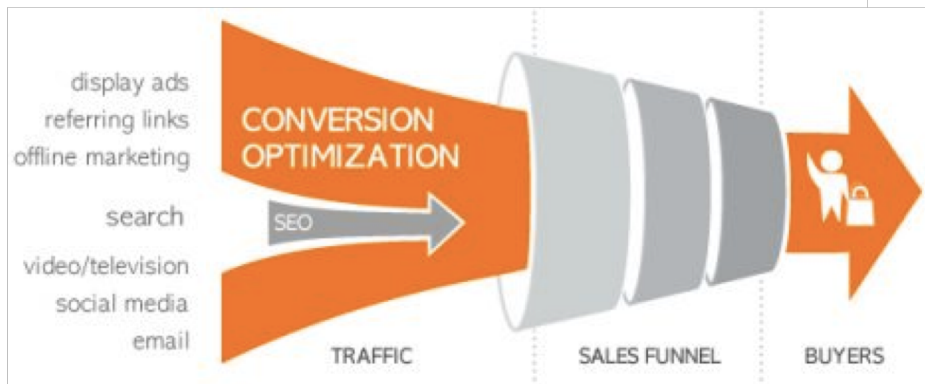 display ads
referring links
offline marketing
search
video/television
social media
email
CONVERSION
OPTIMIZATION
SEO
TRAFFIC
SALES FUNNEL
BUYERS